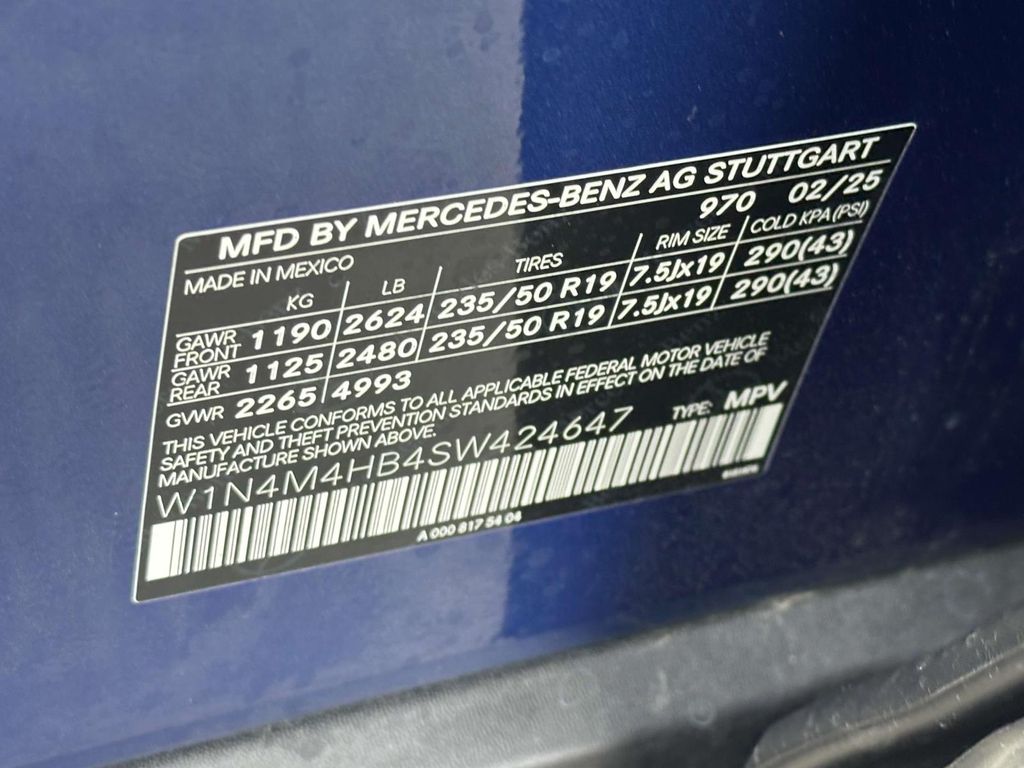 MFD BY MERCEDES-BENZ AG STUTTGART
MADE IN MEXICO 970 02/25
KG LB TIRES RIM SIZE COLD KPA (PSI)
GAWR FRONT 1190 2624 235/50 R19 7.5Jx19 290(43)
GAWR REAR 1125 2480 235/50 R19 7.5Jx19 290(43)
GVWR 2265 4993
THIS VEHICLE CONFORMS TO ALL APPLICABLE FEDERAL MOTOR VEHICLE
SAFETY AND THEFT PREVENTION STANDARDS IN EFFECT ON THE DATE OF
MANUFACTURE SHOWN ABOVE.
W1N4M4HB4SW424647 TYPE: MPV
A 000 817 54 04